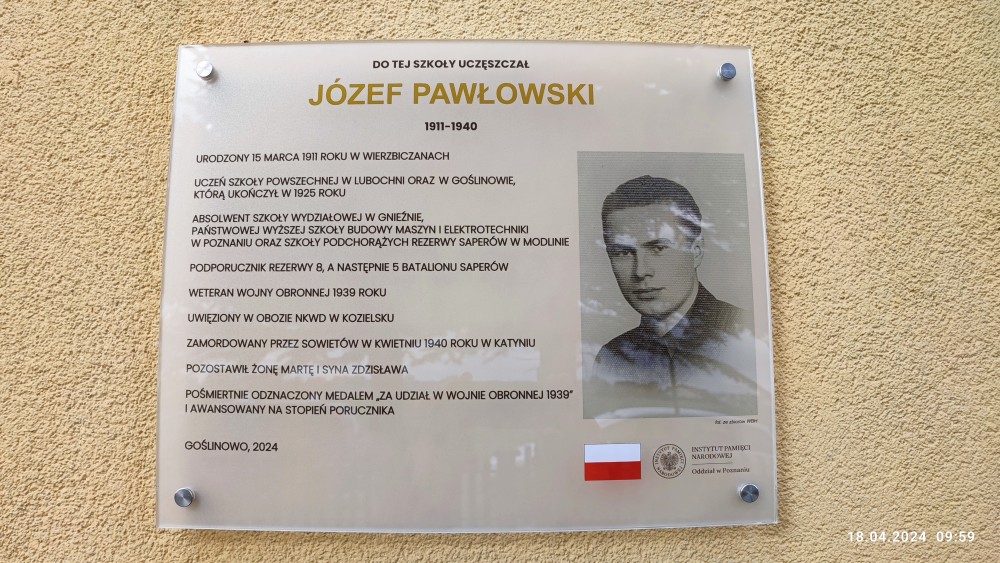 DO TEJ SZKOŁY UCZĘSZCZAŁ
JÓZEF PAWŁOWSKI
1911-1940
URODZONY 15 MARCA 1911 ROKU W WIERZBICZANACH
UCZEŃ SZKOŁY POWSZECHNEJ W LUBOCHNI ORAZ W GOŚLINOWIE,
KTÓRĄ UKOŃCZYŁ W 1925 ROKU
ABSOLWENT SZKOŁY WYDZIAŁOWEJ W GNIEŹNIE,
PAŃSTWOWEJ WYŻSZEJ SZKOŁY BUDOWY MASZYN I ELEKTROTECHNIKI
W POZNANIU ORAZ SZKOŁY PODCHORĄŻYCH REZERWY SAPERÓW W MODLINIE
PODPORUCZNIK REZERWY 8, A NASTĘPNIE 5 BATALIONU SAPERÓW
WETERAN WOJNY OBRONNEJ 1939 ROKU
UWIĘZIONY W OBOZIE NKWD W KOZIELSKU
ZAMORDOWANY PRZEZ SOWIETÓW W KWIETNIU 1940 ROKU W KATYNIU
POZOSTAWIŁ ŻONĘ MARTĘ I SYNA ZDZISŁAWA
POŚMIERTNIE ODZNACZONY MEDALEM „ZA UDZIAŁ W WOJNIE OBRONNEJ 1939”
I AWANSOWANY NA STOPIEŃ PORUCZNIKA
GOŚLINOWO, 2024
fot. ze zbiorów WBH
INSTYTUT PAMIĘCI
NARODOWEJ
Oddział w Poznaniu
18.04.2024 09:59